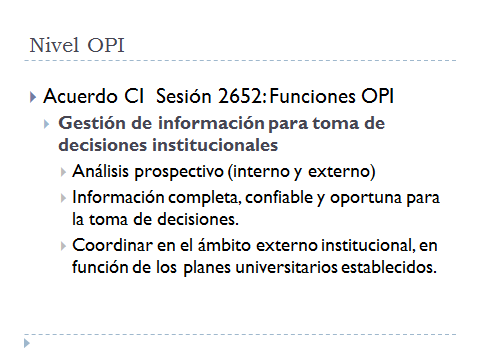 Nivel OPI
Acuerdo CI  Sesión 2652: Funciones OPI
Gestión de información para toma de
decisiones institucionales
Análisis prospectivo (interno y externo)
Información completa, confiable y oportuna para
la toma de decisiones.
Coordinar en el ámbito externo institucional, en
función de los planes universitarios establecidos.